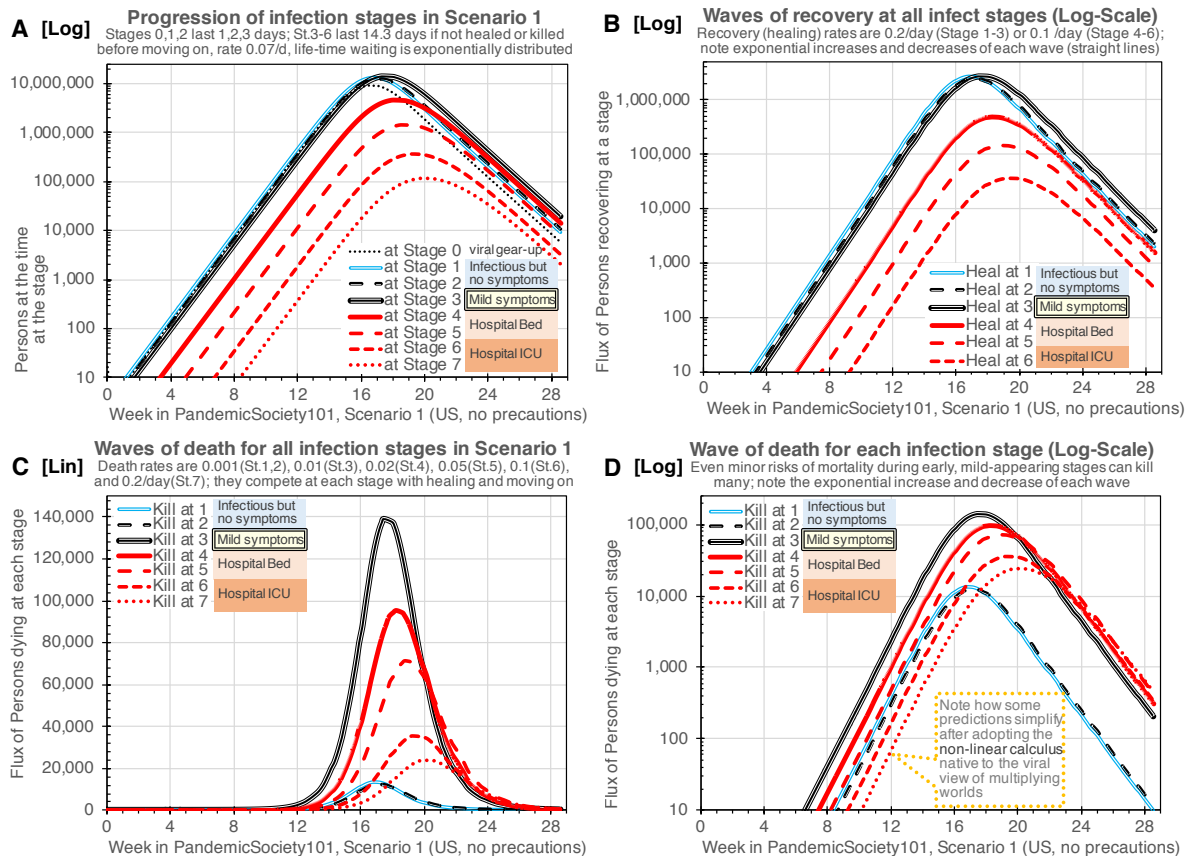 A [Log]
Progression of infection stages in Scenario 1
Stages 0,1,2 last 1,2,3 days; St.3-6 last 14.3 days if not healed or killed
before moving on, rate 0.07/d, life-time waiting is exponentially distributed
Persons at the time
at the stage
10,000,000
1,000,000
100,000
10,000
1,000
100
10
at Stage 0 viral gear-up
at Stage 1
at Stage 2
at Stage 3
at Stage 4
at Stage 5
at Stage 6
at Stage 7
Infectious but
no symptoms
Mild symptoms
Hospital Bed
Hospital ICU
0 4 8 12 16 20 24 28
Week in PandemicSociety101, Scenario 1 (US, no precautions)
B [Log]
Waves of recovery at all infect stages (Log-Scale)
Recovery (healing) rates are 0.2/day (Stage 1-3) or 0.1 /day (Stage 4-6);
note exponential increases and decreases of each wave (straight lines)
Flux of Persons recovering at a stage
1,000,000
100,000
10,000
1,000
100
10
Heal at 1
Heal at 2
Heal at 3
Heal at 4
Heal at 5
Heal at 6
Infectious but
no symptoms
Mild symptoms
Hospital Bed
Hospital ICU
0 4 8 12 16 20 24 28
Week in PandemicSociety101, Scenario 1 (US, no precautions)
C [Lin]
Waves of death for all infection stages in Scenario 1
Death rates are 0.001(St.1,2), 0.01(St.3), 0.02(St.4), 0.05(St.5), 0.1(St.6),
and 0.2/day(St.7); they compete at each stage with healing and moving on
Flux of Persons dying at each stage
140,000
120,000
100,000
80,000
60,000
40,000
20,000
0
Kill at 1
Kill at 2
Kill at 3
Kill at 4
Kill at 5
Kill at 6
Kill at 7
Infectious but
no symptoms
Mild symptoms
Hospital Bed
Hospital ICU
0 4 8 12 16 20 24 28
Week in PandemicSociety101, Scenario 1 (US, no precautions)
D [Log]
Wave of death for each infection stage (Log-Scale)
Even minor risks of mortality during early, mild-appearing stages can kill
many; note the exponential increase and decrease of each wave
Flux of Persons dying at each stage
100,000
10,000
1,000
100
10
Kill at 1
Kill at 2
Kill at 3
Kill at 4
Kill at 5
Kill at 6
Kill at 7
Infectious but
no symptoms
Mild symptoms
Hospital Bed
Hospital ICU
Note how some
predictions simplify
after adopting the
non-linear calculus
native to the viral
view of multiplying
worlds
0 4 8 12 16 20 24 28
Week in PandemicSociety101, Scenario 1 (US, no precautions)